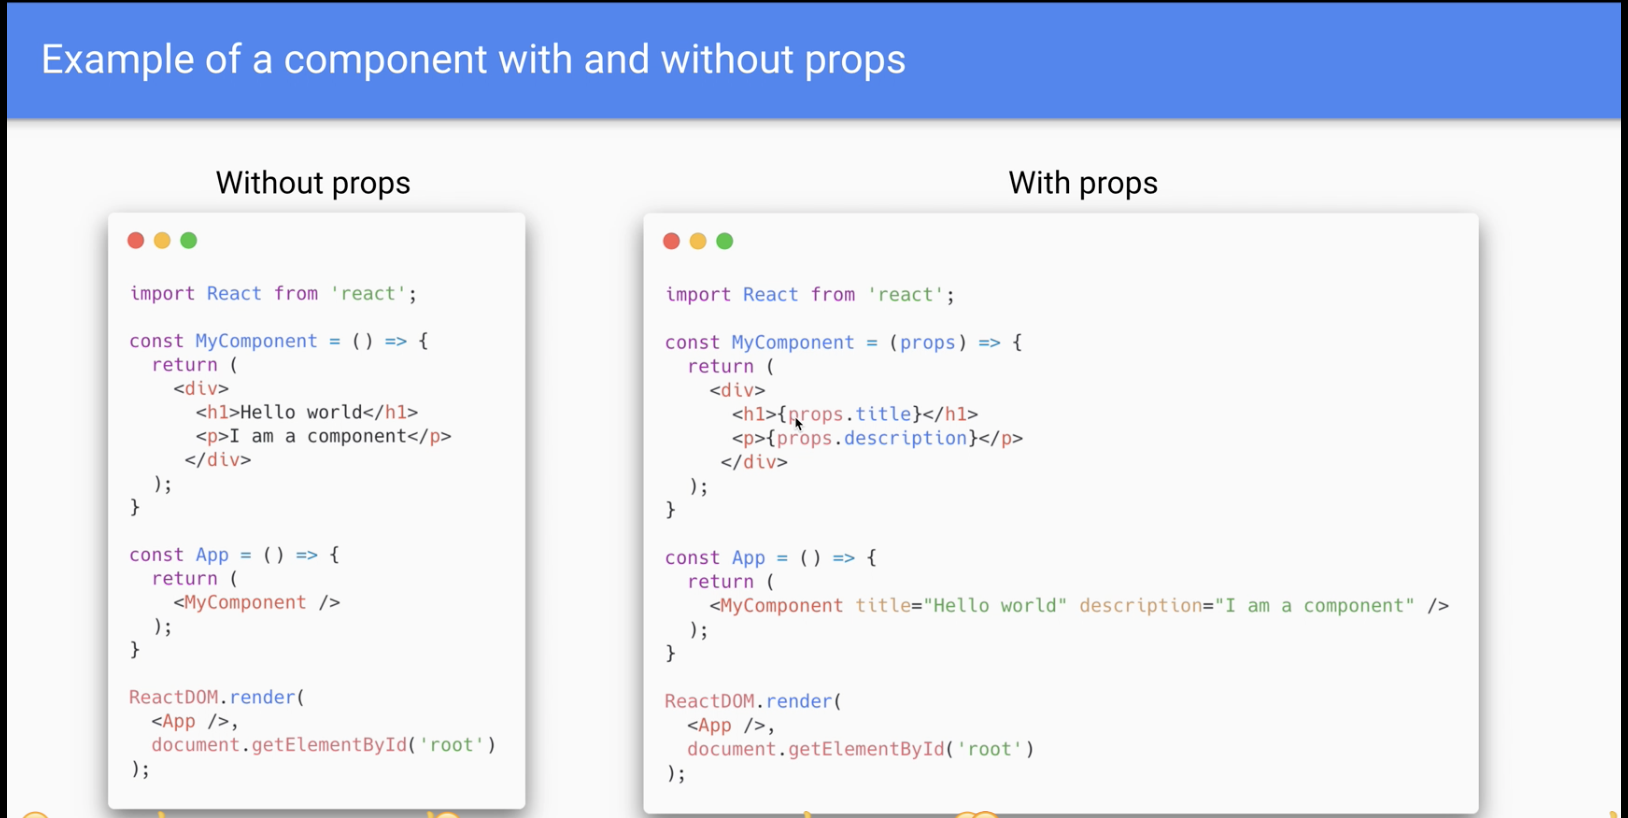 Example of a component with and without props
Without props
import React from 'react';
const MyComponent = () => {
  return (
    <div>
      <h1>Hello world</h1>
      <p>I am a component</p>
     </div>
  );
}
const App = () => {
  return (
    <MyComponent />
  );
}
ReactDOM.render(
  <App />,
  document.getElementById('root')
);
With props
import React from 'react';
const MyComponent = (props) => {
  return (
    <div>
      <h1>{props.title}</h1>
      <p>{props.description}</p>
     </div>
  );
}
const App = () => {
  return (
    <MyComponent title="Hello world" description="I am a component" />
  );
}
ReactDOM.render(
  <App />,
  document.getElementById('root')
);